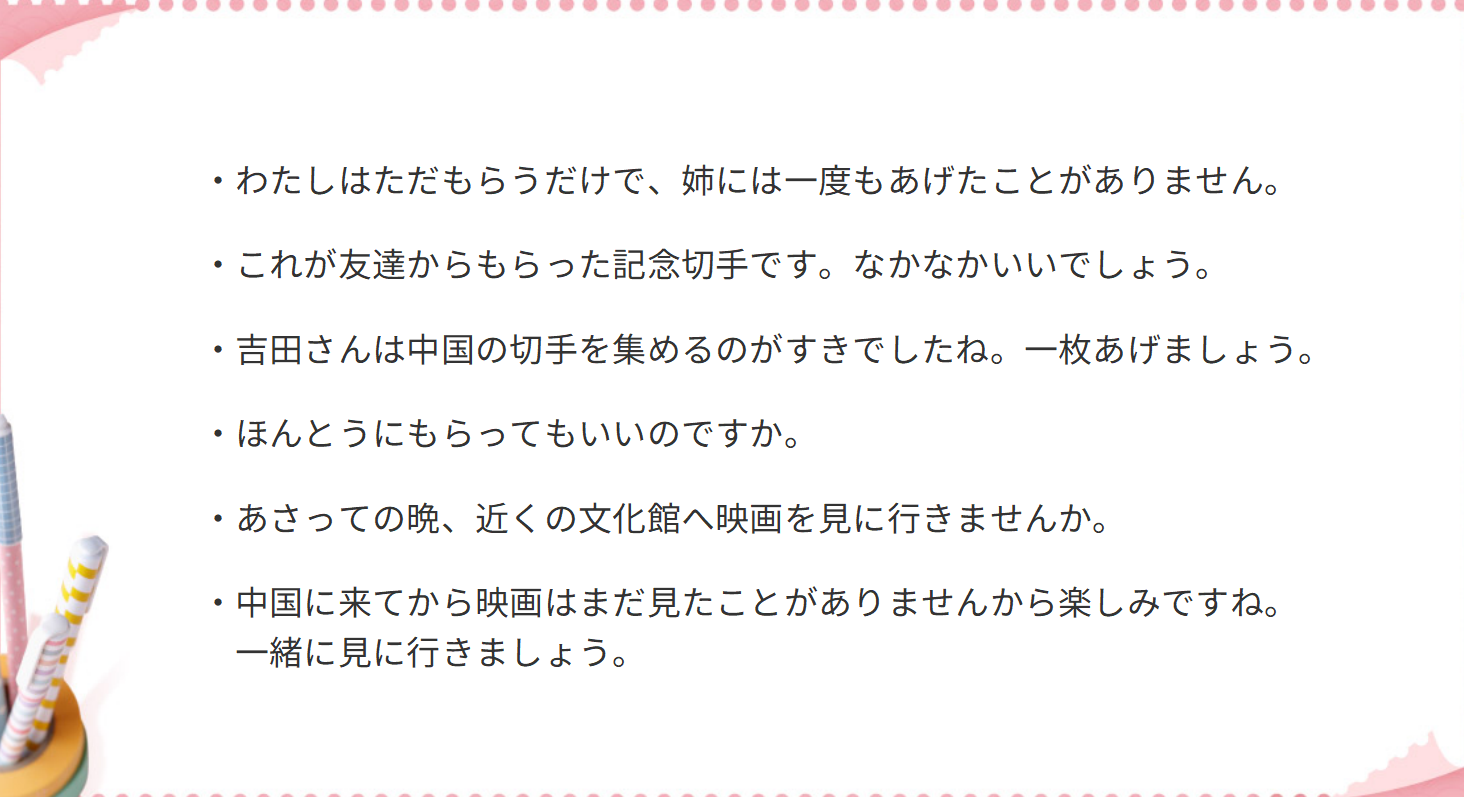 ・わたしはただもらうだけで、姉には一度もあげたことがありません。
・これが友達からもらった記念切手です。なかなかいいでしょう。
・吉田さんは中国の切手を集めるのがすきでしたね。一枚あげましょう。
・ほんとうにもらってもいいのですか。
・あさっての晩、近くの文化館へ映画を見に行きませんか。
・中国に来てから映画はまだ見たことがありませんから楽しみですね。
一緒に見に行きましょう。